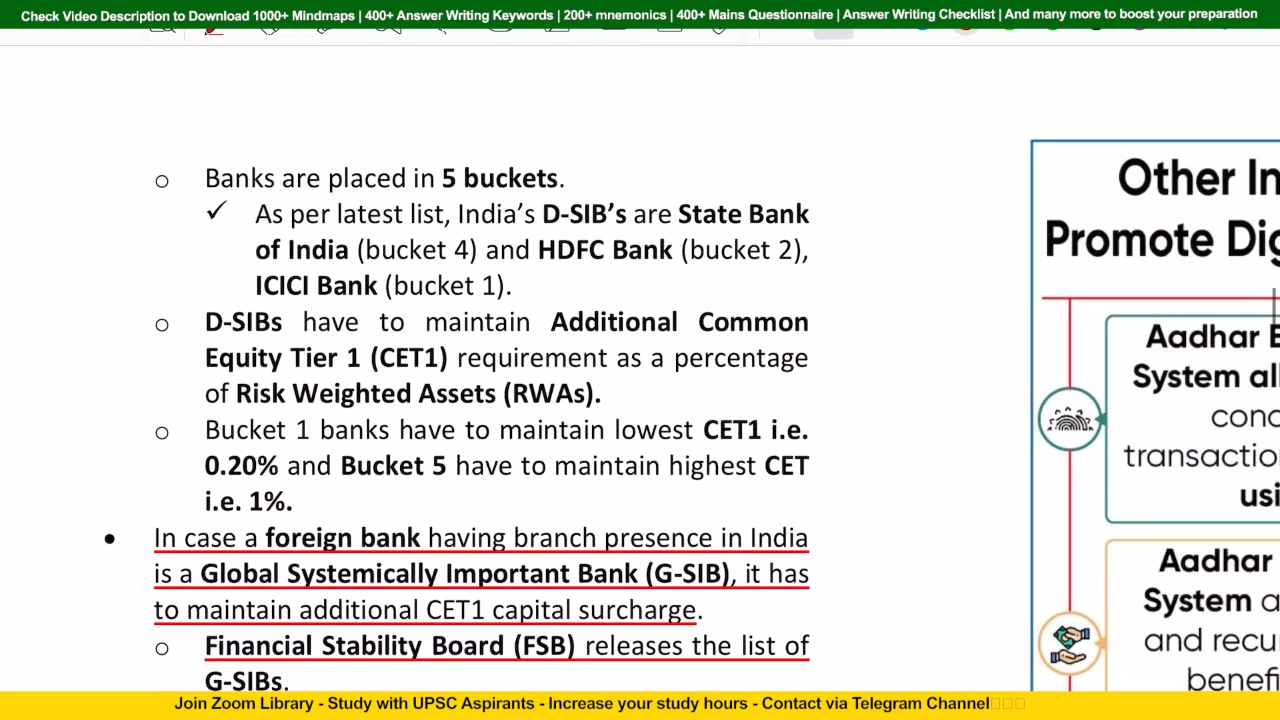 Check Video Description to Download 1000+ Mindmaps | 400+ Answer Writing Keywords | 200+ mnemonics | 400+ Mains Questionnaire | Answer Writing Checklist | And many more to boost your preparation
o Banks are placed in 5 buckets.
✓ As per latest list, India’s D-SIB’s are State Bank
of India (bucket 4) and HDFC Bank (bucket 2),
ICICI Bank (bucket 1).
o D-SIBs have to maintain Additional Common
Equity Tier 1 (CET1) requirement as a percentage
of Risk Weighted Assets (RWAs).
o Bucket 1 banks have to maintain lowest CET1 i.e.
0.20% and Bucket 5 have to maintain highest CET
i.e. 1%.
• In case a foreign bank having branch presence in India
is a Global Systemically Important Bank (G-SIB), it has
to maintain additional CET1 capital surcharge.
o Financial Stability Board (FSB) releases the list of
G-SIBs.
Other In
Promote Dig
Aadhar E
System all
conc
transactio
usi
Aadhar
System a
and recu
benefi
Join Zoom Library - Study with UPSC Aspirants - Increase your study hours - Contact via Telegram Channel